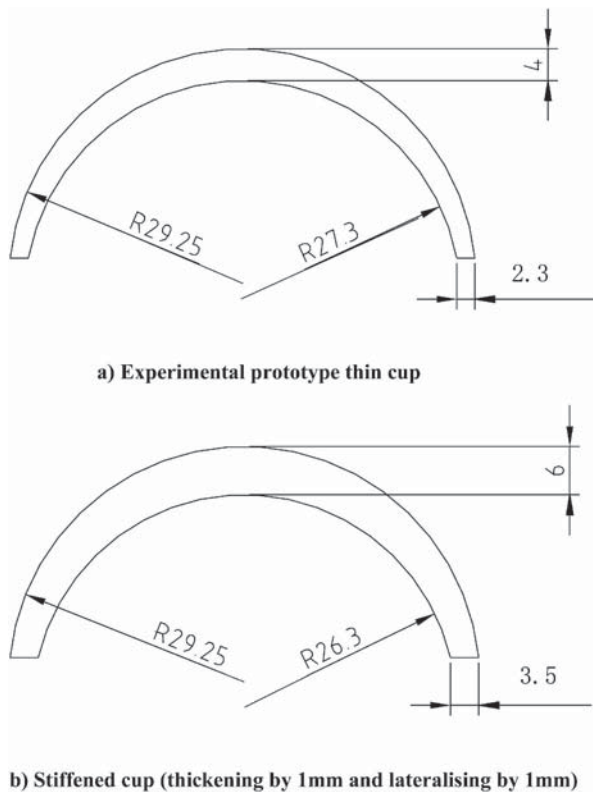 4
R29.25
R27.3
2.3
a) Experimental prototype thin cup
6
R29.25
R26.3
3.5
b) Stiffened cup (thickening by 1mm and lateralising by 1mm)